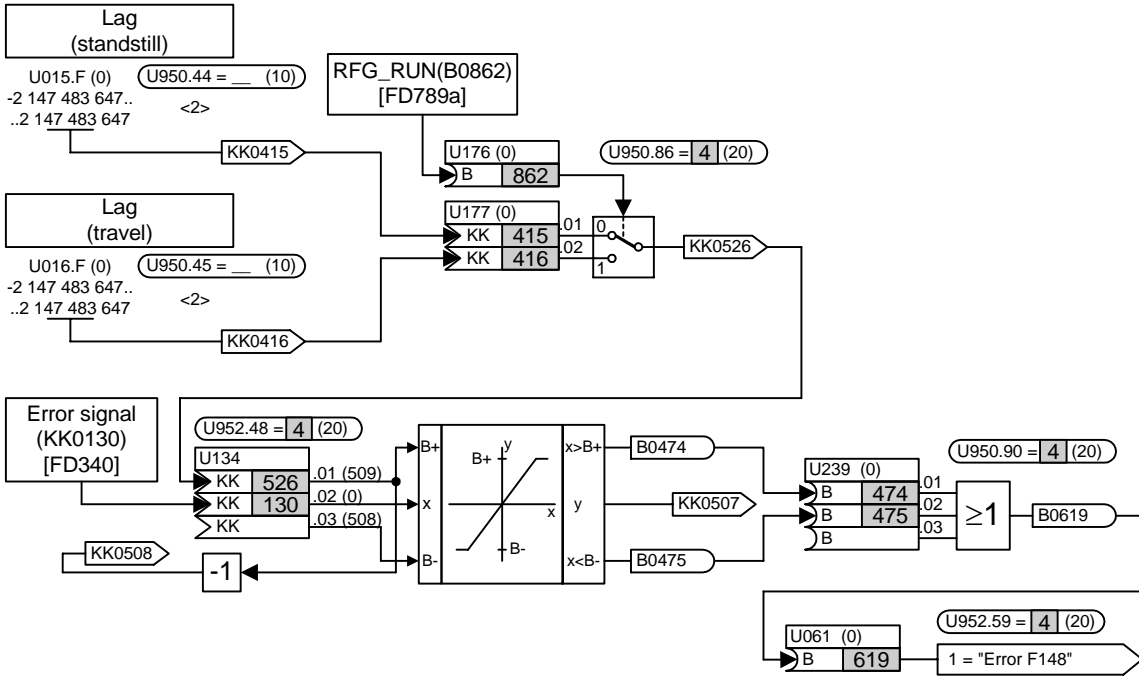 Lag
(standstill)
U015.F (0)
U950.44 = __ (10)
-2 147 483 647..
..2 147 483 647
<2>
KK0415
RFG_RUN(B0862)
[FD789a]
U176 (0)
B 862
U950.86 = 4 (20)
Lag
(travel)
U177 (0)
KK 415 .01
KK 416 .02
0
1
KK0526
U016.F (0)
U950.45 = __ (10)
-2 147 483 647..
..2 147 483 647
<2>
KK0416
Error signal
(KK0130)
[FD340]
U952.48 = 4 (20)
U134
KK 526 .01 (509)
KK 130 .02 (0)
KK .03 (508)
KK0508
-1
B+
x
B-
B+
y
x
B-
x>B+
y
x<B-
B0474
KK0507
B0475
U950.90 = 4 (20)
U239 (0)
B 474 .01
B 475 .02
B .03
≥1
B0619
U952.59 = 4 (20)
U061 (0)
B 619
1 = "Error F148"